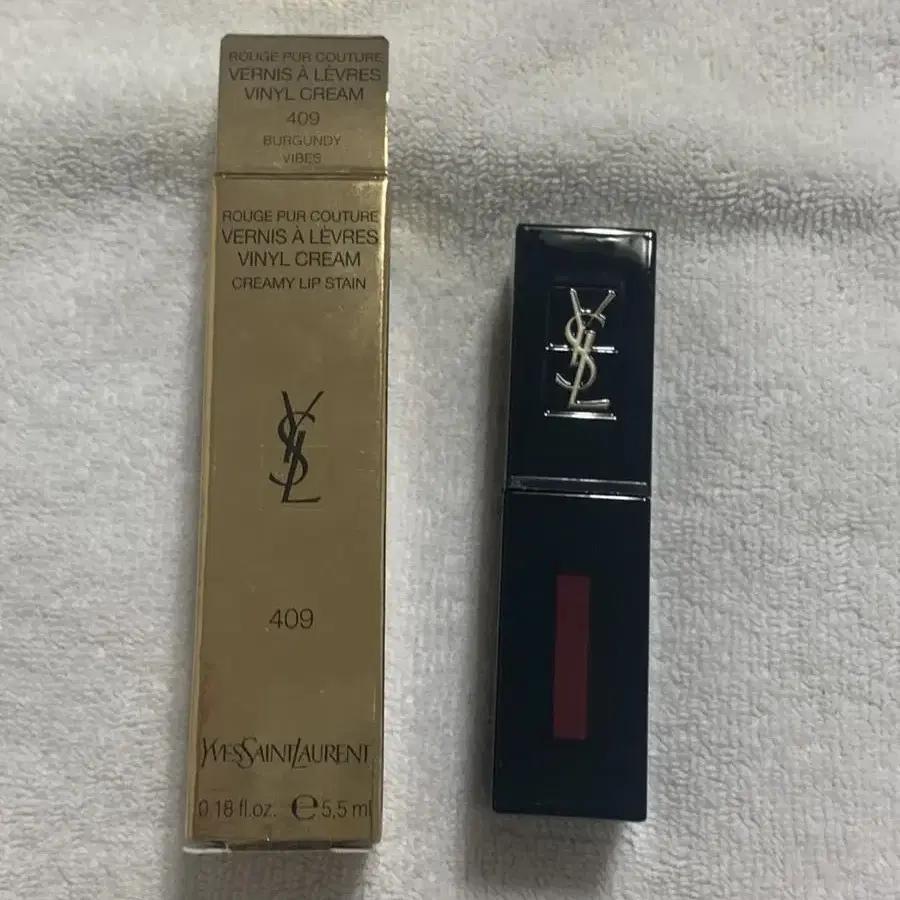 ROUGE PUR COUTURE
VERNIS À LÈVRES
VINYL CREAM
409
BURGUNDY
VIBES
ROUGE PUR COUTURE
VERNIS À LÈVRES
VINYL CREAM
CREAMY LIP STAIN
YSL
409
YVESSAINTLAURENT
0.18 fl.oz. ℮ 5,5 ml
YSL